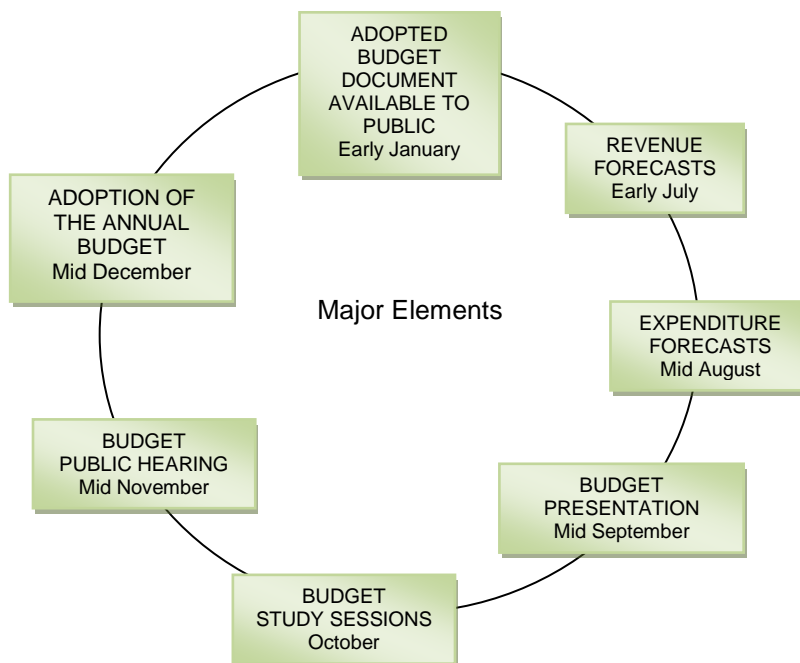 ADOPTED
BUDGET
DOCUMENT
AVAILABLE TO
PUBLIC
Early January
REVENUE
FORECASTS
Early July
EXPENDITURE
FORECASTS
Mid August
BUDGET
PRESENTATION
Mid September
BUDGET
STUDY SESSIONS
October
BUDGET
PUBLIC HEARING
Mid November
ADOPTION OF
THE ANNUAL
BUDGET
Mid December
Major Elements